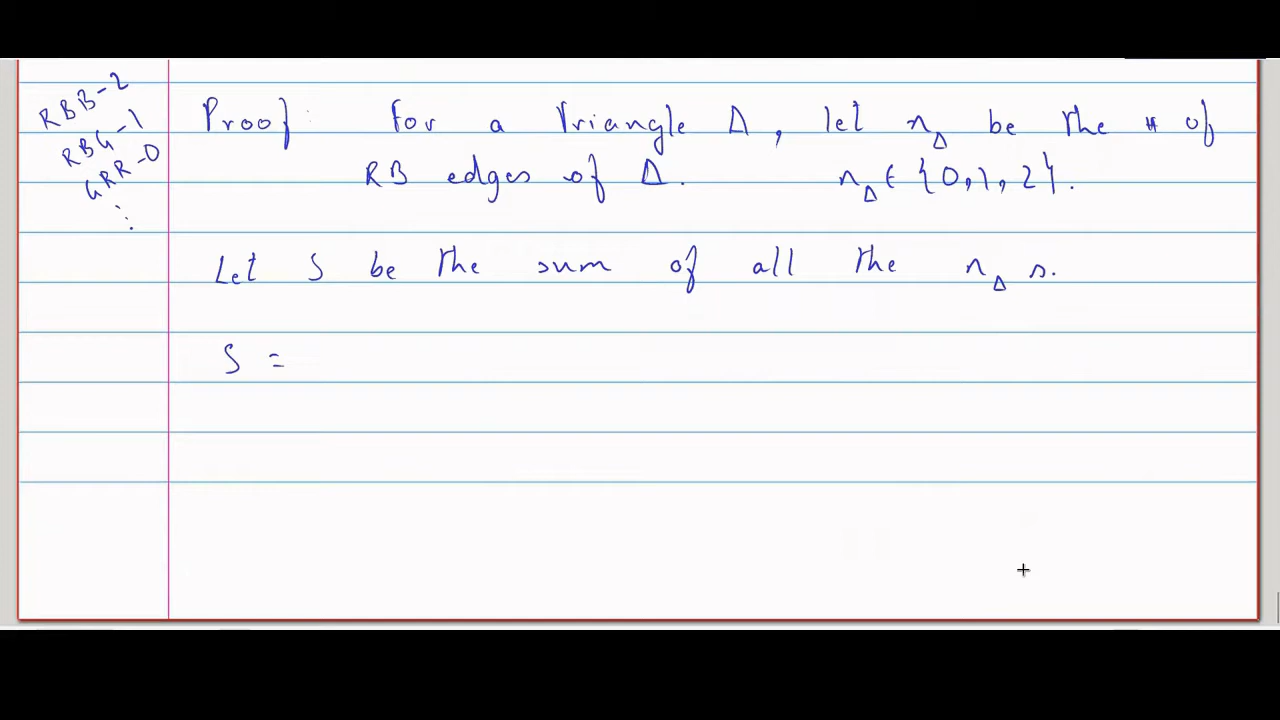 RBB-2
RBG-1
GRR-0
⋮
Proof: For a triangle Δ, let n_Δ be the # of
RB edges of Δ. n_Δ ∈ {0,1,2}.
Let S be the sum of all the n_Δ s.
S =